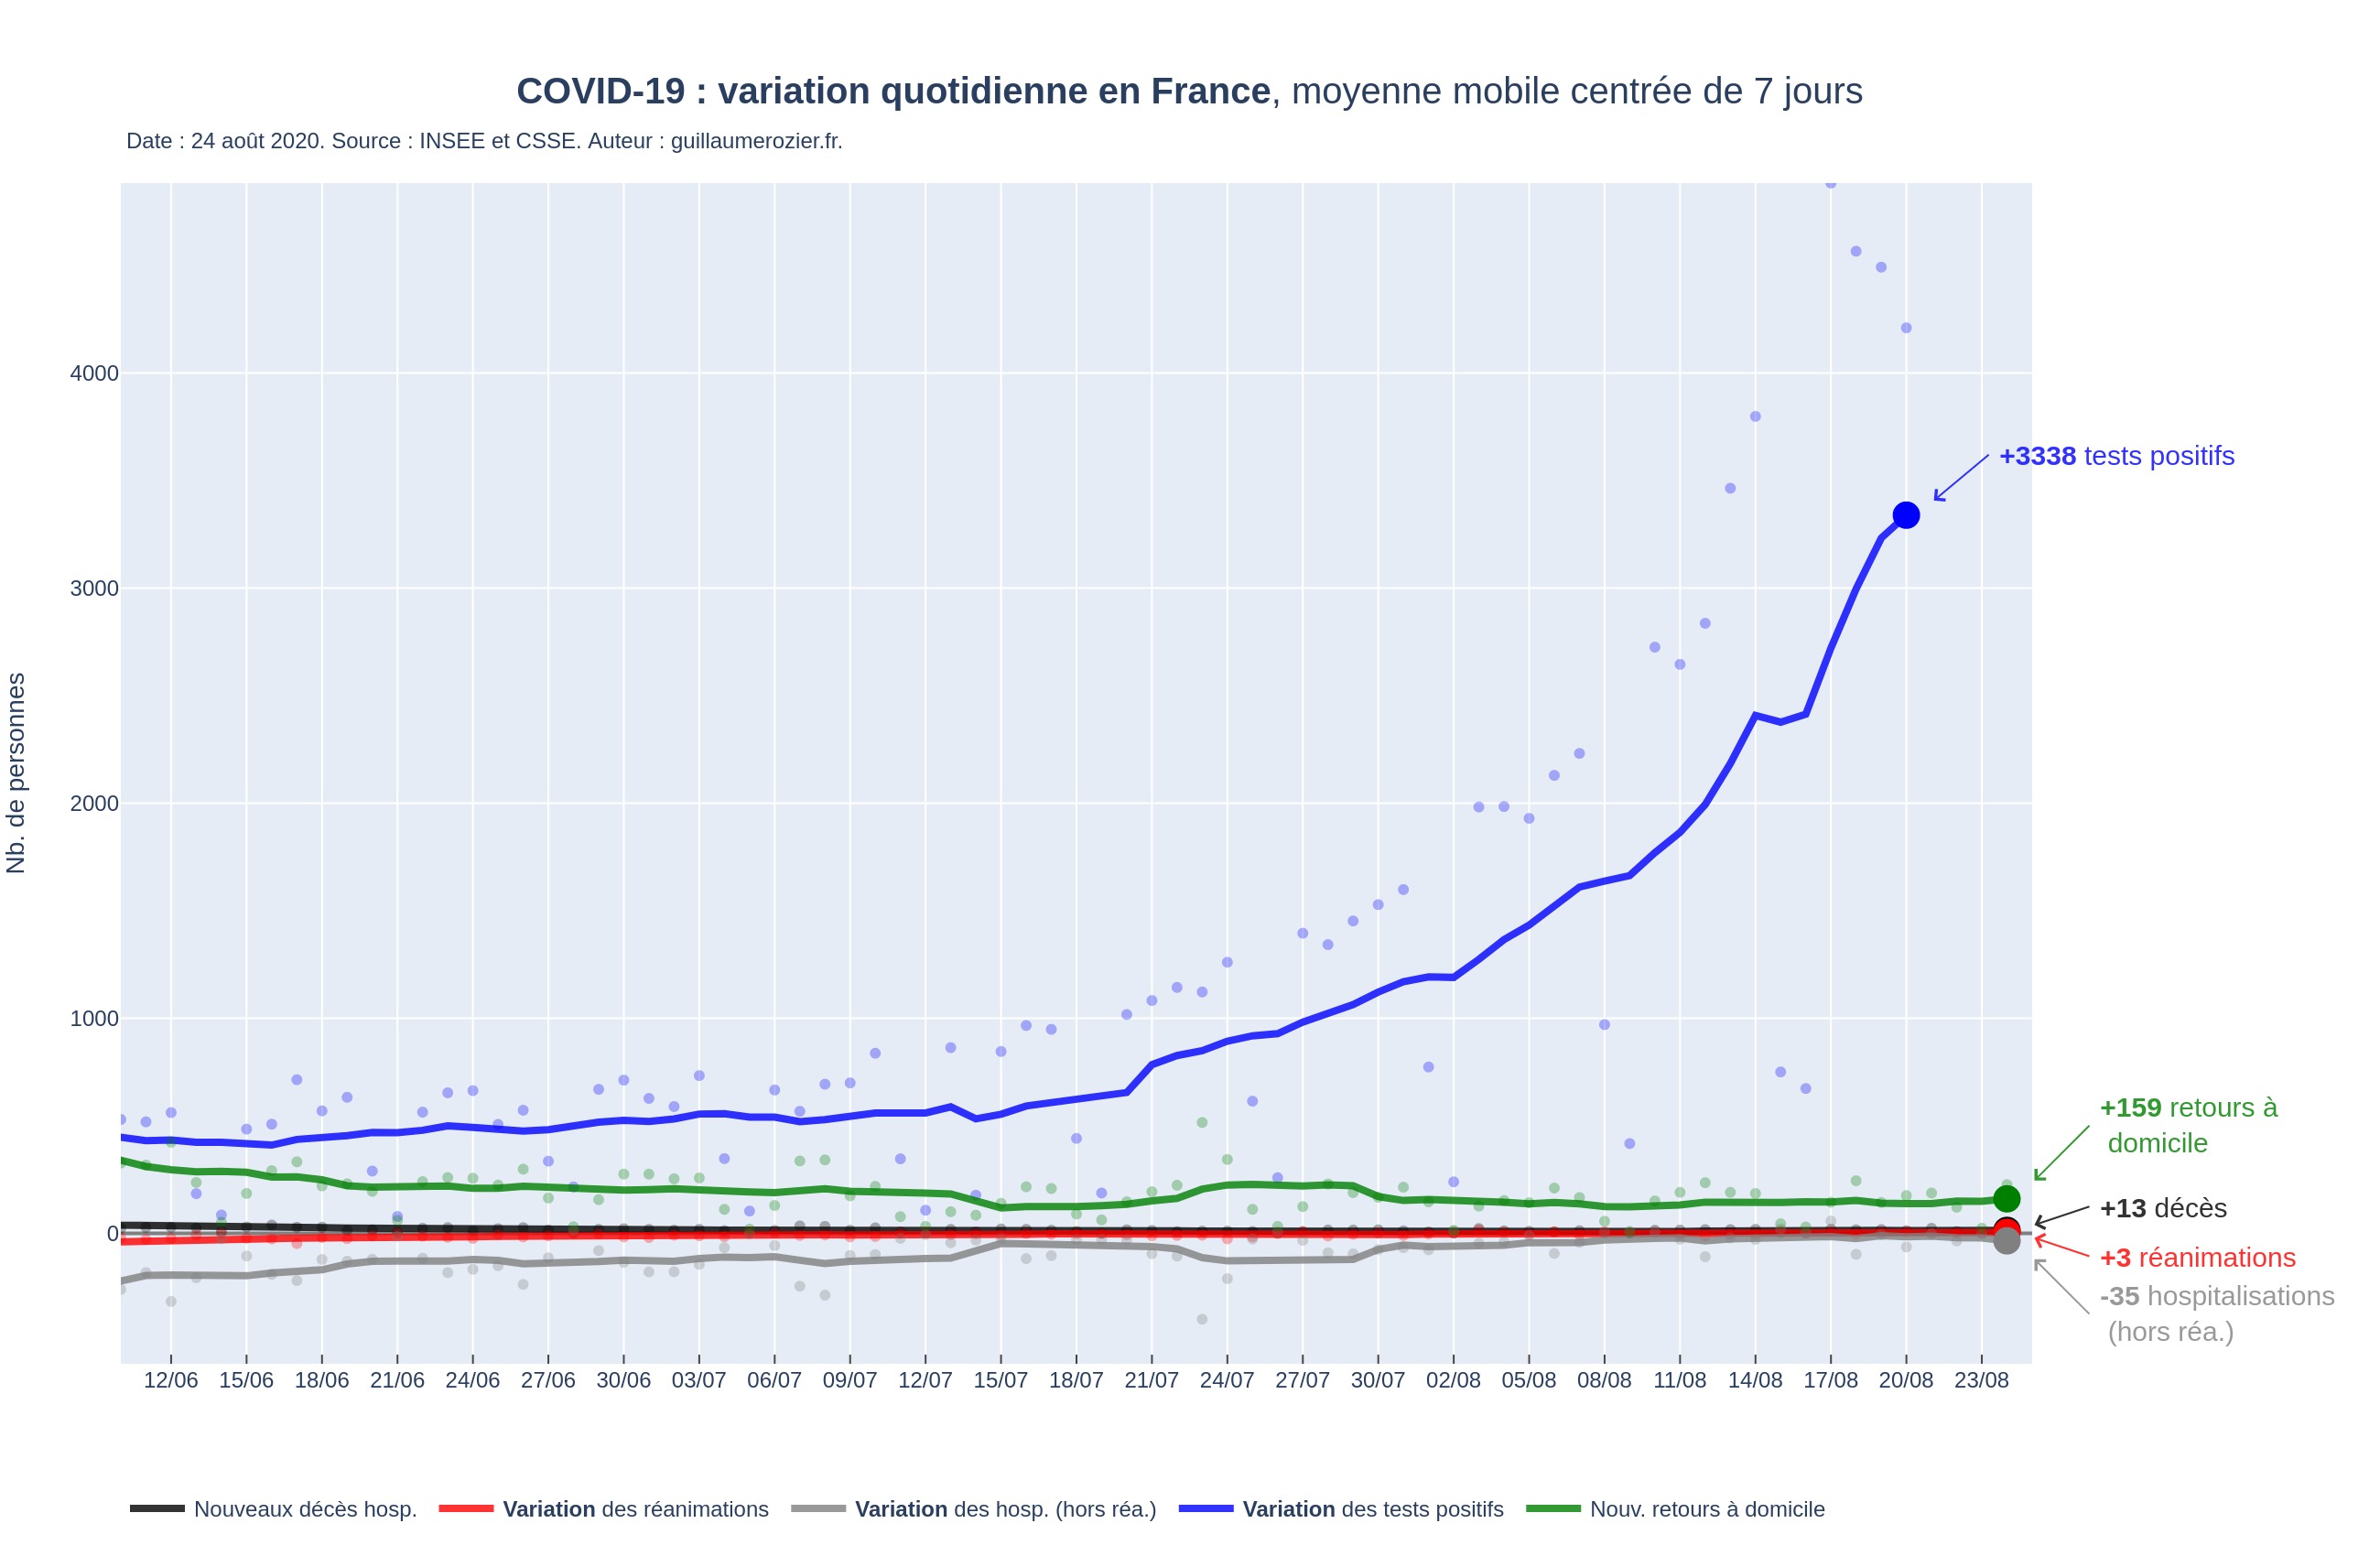 COVID-19 : variation quotidienne en France, moyenne mobile centrée de 7 jours
Date : 24 août 2020. Source : INSEE et CSSE. Auteur : guillaumerozier.fr.
Nb. de personnes
4000
3000
2000
1000
0
+3338 tests positifs
+159 retours à
domicile
+13 décès
+3 réanimations
-35 hospitalisations
(hors réa.)
12/06 15/06 18/06 21/06 24/06 27/06 30/06 03/07 06/07 09/07 12/07 15/07 18/07 21/07 24/07 27/07 30/07 02/08 05/08 08/08 11/08 14/08 17/08 20/08 23/08
Nouveaux décès hosp. Variation des réanimations Variation des hosp. (hors réa.) Variation des tests positifs Nouv. retours à domicile